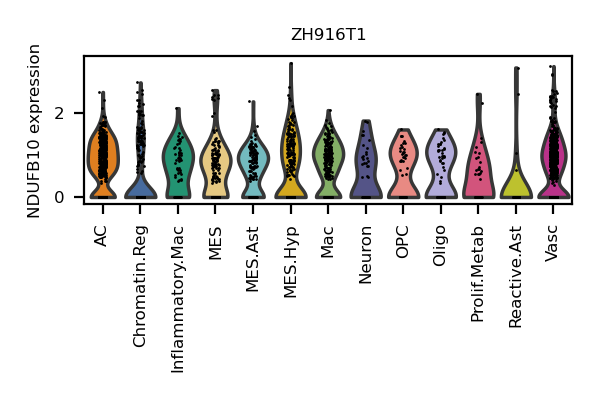 ZH916T1
NDUFB10 expression
2
0
AC
Chromatin.Reg
Inflammatory.Mac
MES
MES.Ast
MES.Hyp
Mac
Neuron
OPC
Oligo
Prolif.Metab
Reactive.Ast
Vasc